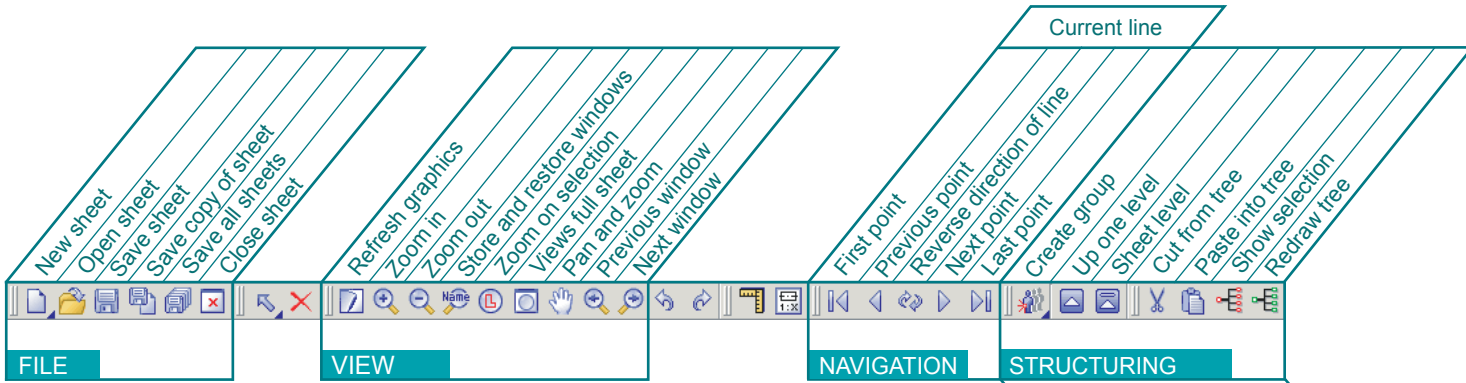 Current line
New sheet
Open sheet
Save sheet
Save copy of sheet
Save all sheets
Close sheet
Refresh graphics
Zoom in
Zoom out
Store and restore windows
Zoom on selection
Views full sheet
Pan and zoom
Previous window
Next window
First point
Previous point
Reverse direction of line
Next point
Last point
Create group
Up one level
Sheet level
Cut from tree
Paste into tree
Show selection
Redraw tree
Name
1:X
FILE
VIEW
NAVIGATION
STRUCTURING